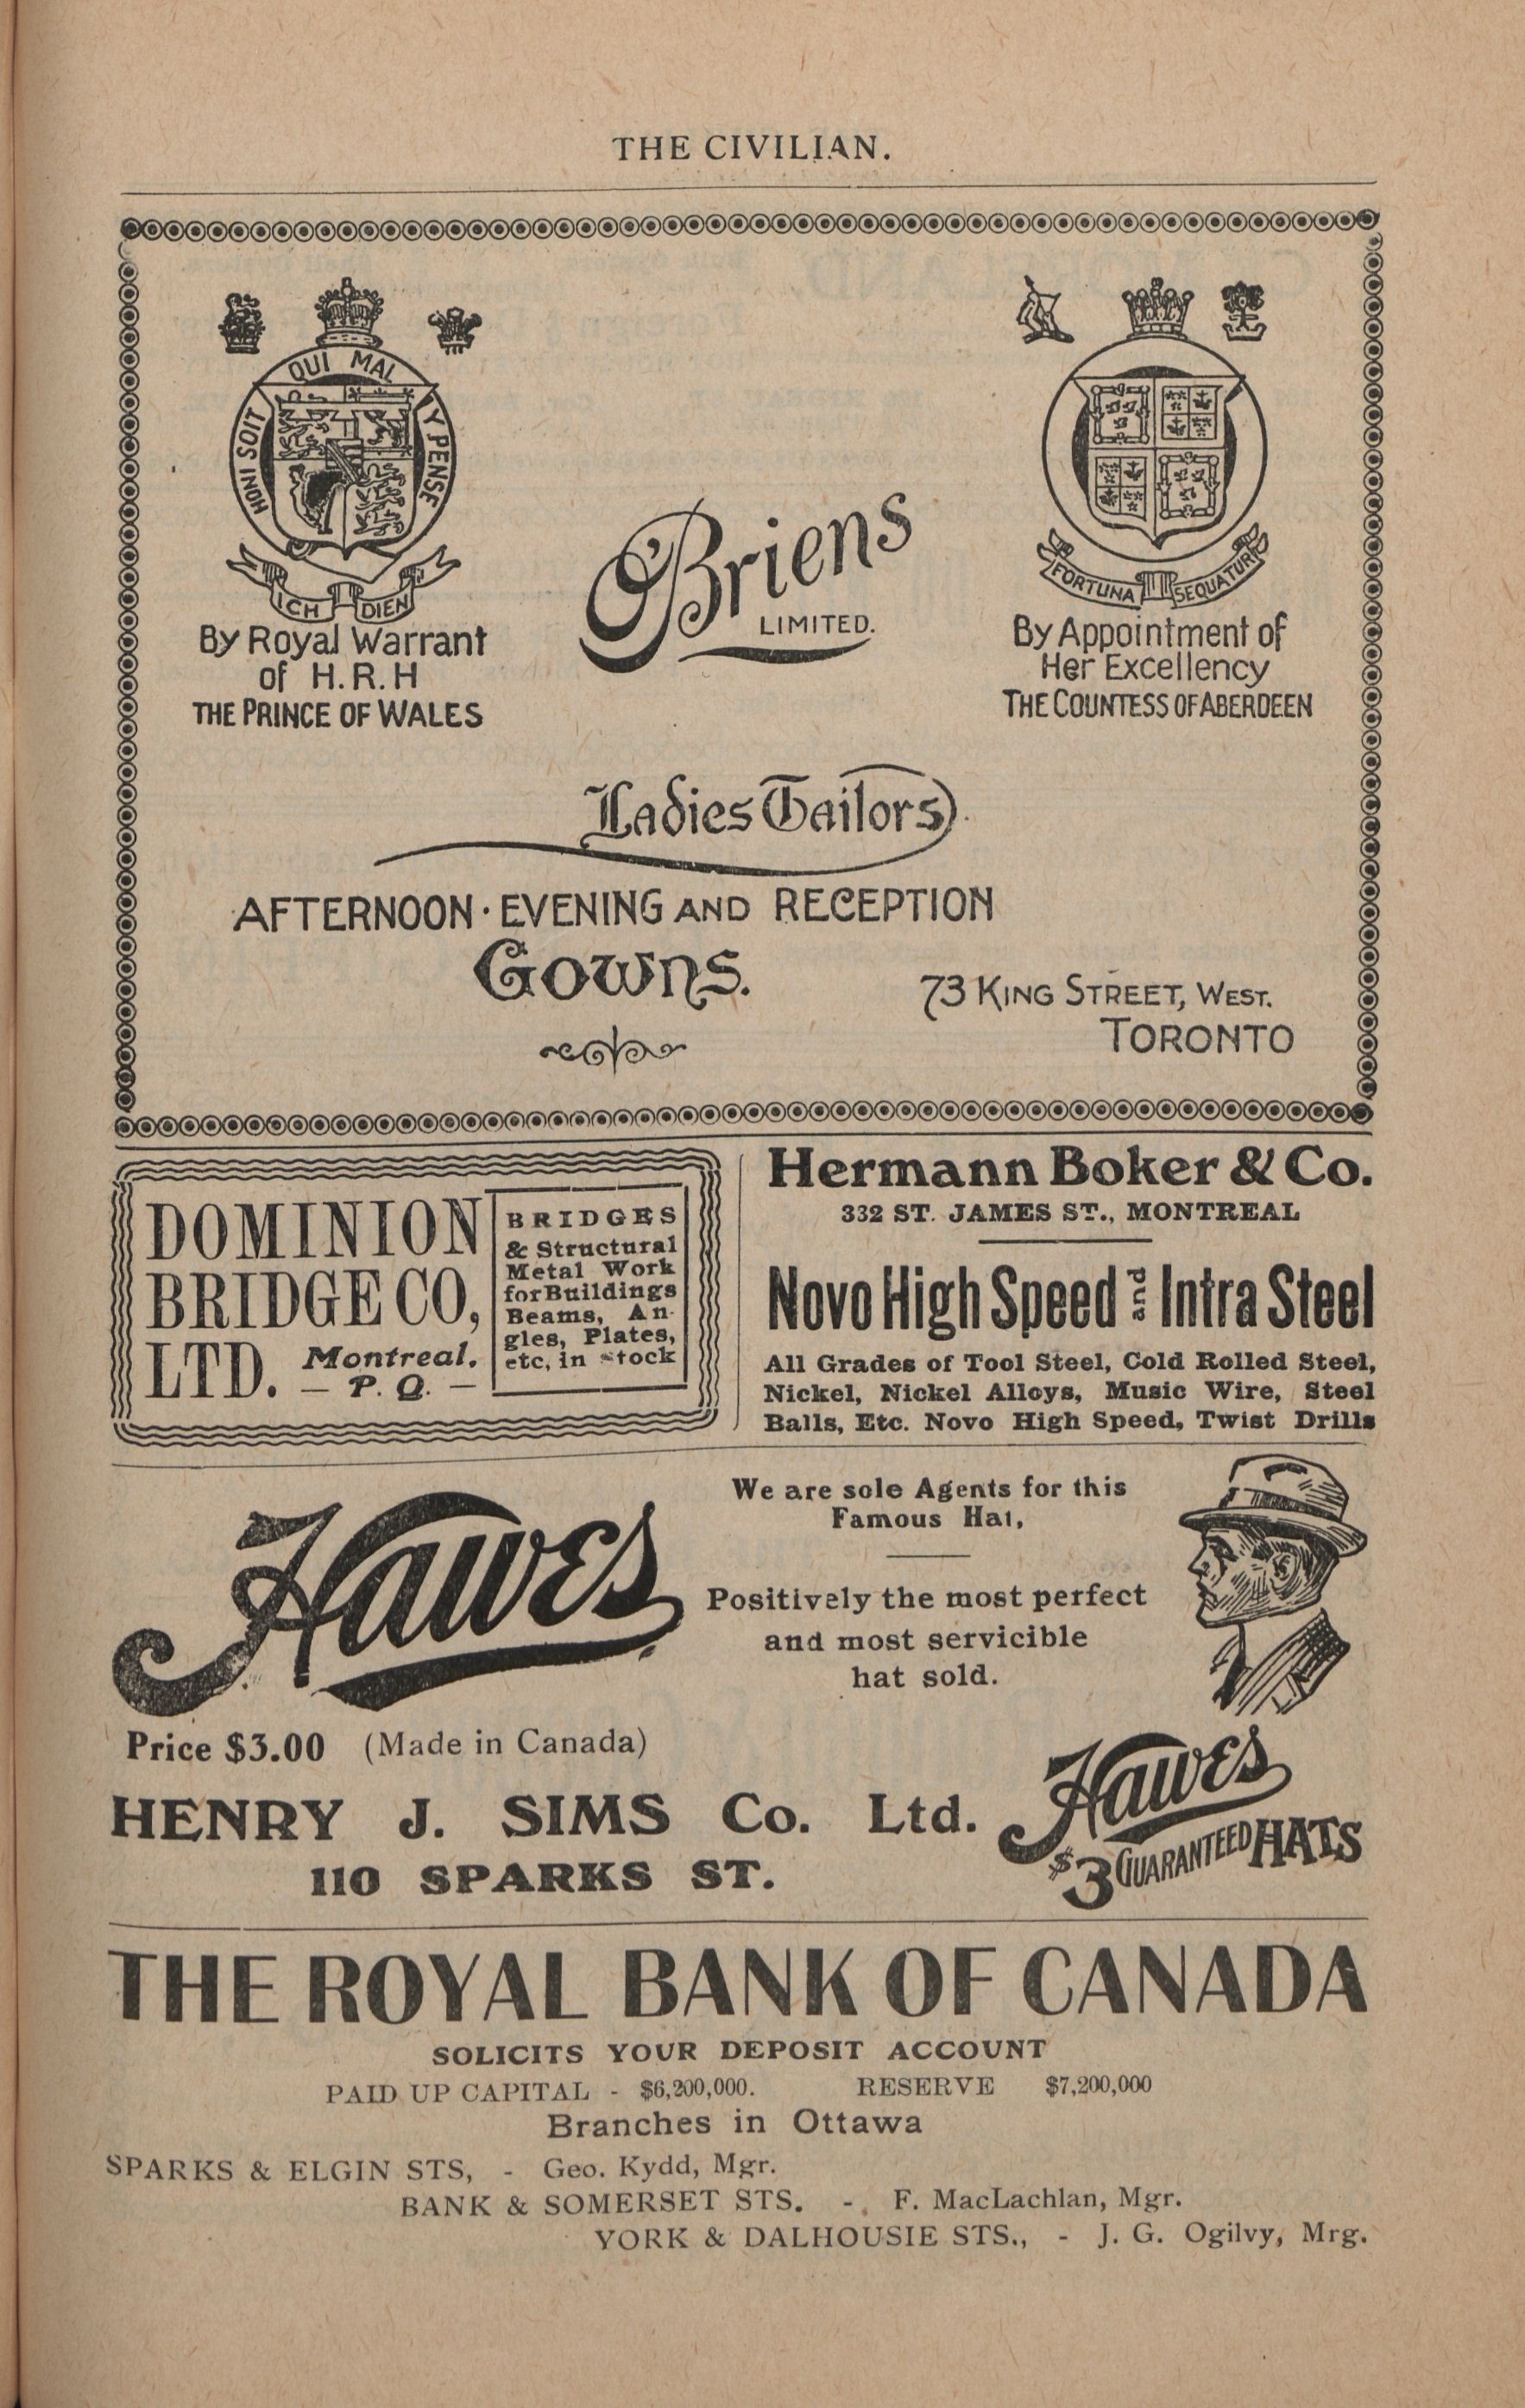 THE CIVILIAN.
HONI SOIT QUI MAL Y PENSE
ICH DIEN
By Royal Warrant
of H.R.H
THE PRINCE OF WALES
O'Briens
LIMITED.
FORTUNA SEQUATUR
By Appointment of
Her Excellency
THE COUNTESS OF ABERDEEN
Ladies Tailors
AFTERNOON · EVENING AND RECEPTION
GOWNS.
73 KING STREET, WEST.
TORONTO
DOMINION
BRIDGE CO,
LTD. Montreal.
– P. Q. –
BRIDGES
& Structural
Metal Work
for Buildings
Beams, An-
gles, Plates,
etc, in stock
Hermann Boker & Co.
332 ST. JAMES ST., MONTREAL
Novo High Speed and Intra Steel
All Grades of Tool Steel, Cold Rolled Steel,
Nickel, Nickel Alloys, Music Wire, Steel
Balls, Etc. Novo High Speed, Twist Drills
Hawes
We are sole Agents for this
Famous Hat,
Positively the most perfect
and most servicible
hat sold.
Price $3.00 (Made in Canada)
HENRY J. SIMS Co. Ltd.
110 SPARKS ST.
Hawes
$3 GUARANTEED HATS
THE ROYAL BANK OF CANADA
SOLICITS YOUR DEPOSIT ACCOUNT
PAID UP CAPITAL - $6,200,000. RESERVE $7,200,000
Branches in Ottawa
SPARKS & ELGIN STS, - Geo. Kydd, Mgr.
BANK & SOMERSET STS. - F. MacLachlan, Mgr.
YORK & DALHOUSIE STS., - J. G. Ogilvy, Mrg.